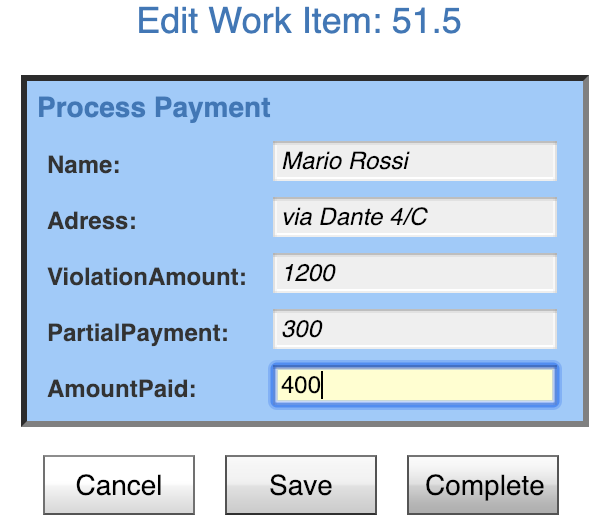 Edit Work Item: 51.5
Process Payment
Name: Mario Rossi
Adress: via Dante 4/C
ViolationAmount: 1200
PartialPayment: 300
AmountPaid: 400
Cancel Save Complete